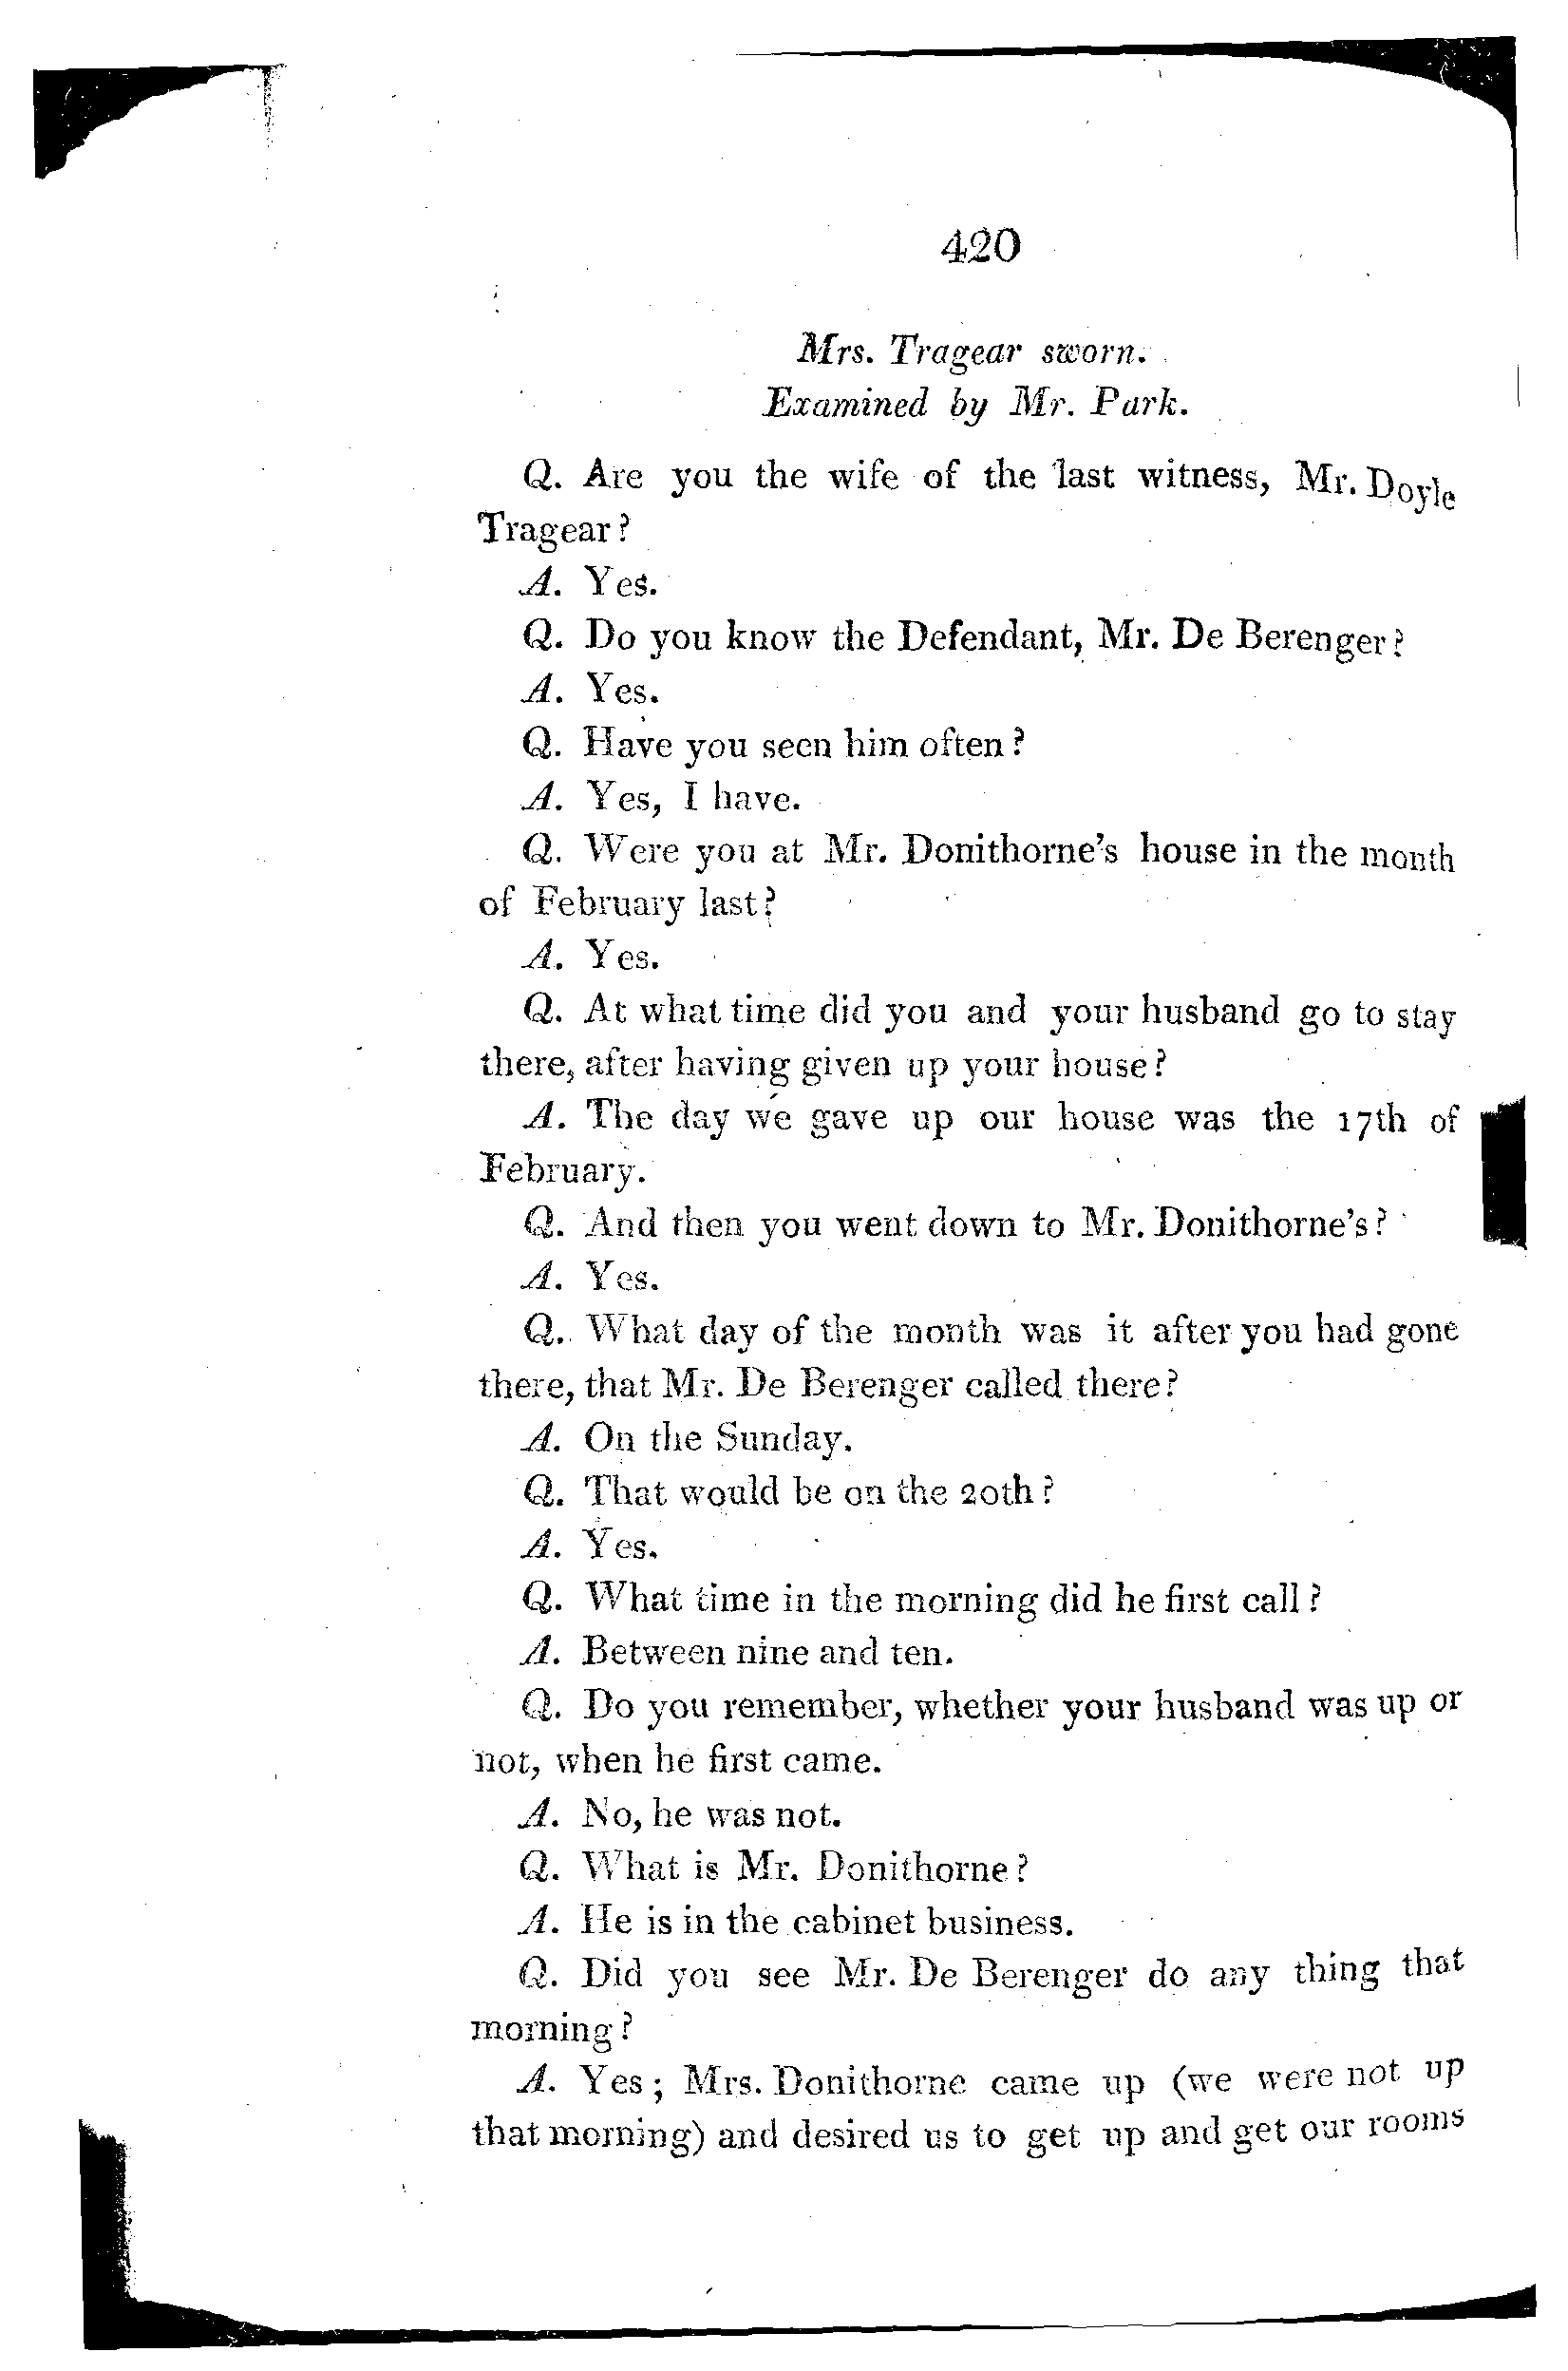 420
Mrs. Tragear sworn.
Examined by Mr. Park.
Q. Are you the wife of the last witness, Mr. Doyle
Tragear?
A. Yes.
Q. Do you know the Defendant, Mr. De Berenger?
A. Yes.
Q. Have you seen him often?
A. Yes, I have.
Q. Were you at Mr. Donithorne's house in the month
of February last?
A. Yes.
Q. At what time did you and your husband go to stay
there, after having given up your house?
A. The day we gave up our house was the 17th of
February.
Q. And then you went down to Mr. Donithorne's?
A. Yes.
Q. What day of the month was it after you had gone
there, that Mr. De Berenger called there?
A. On the Sunday.
Q. That would be on the 20th?
A. Yes.
Q. What time in the morning did he first call?
A. Between nine and ten.
Q. Do you remember, whether your husband was up or
not, when he first came.
A. No, he was not.
Q. What is Mr. Donithorne?
A. He is in the cabinet business.
Q. Did you see Mr. De Berenger do any thing that
morning?
A. Yes; Mrs. Donithorne came up (we were not up
that morning) and desired us to get up and get our rooms